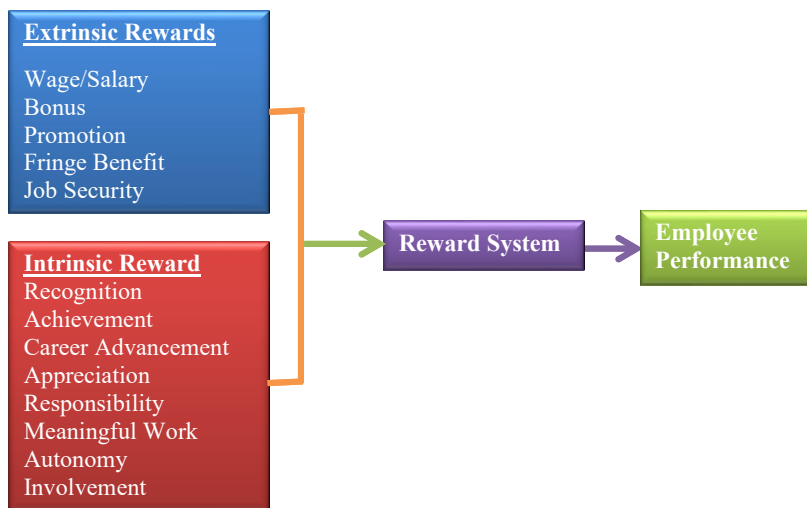 Extrinsic Rewards
Wage/Salary
Bonus
Promotion
Fringe Benefit
Job Security
Intrinsic Reward
Recognition
Achievement
Career Advancement
Appreciation
Responsibility
Meaningful Work
Autonomy
Involvement
Reward System
Employee
Performance